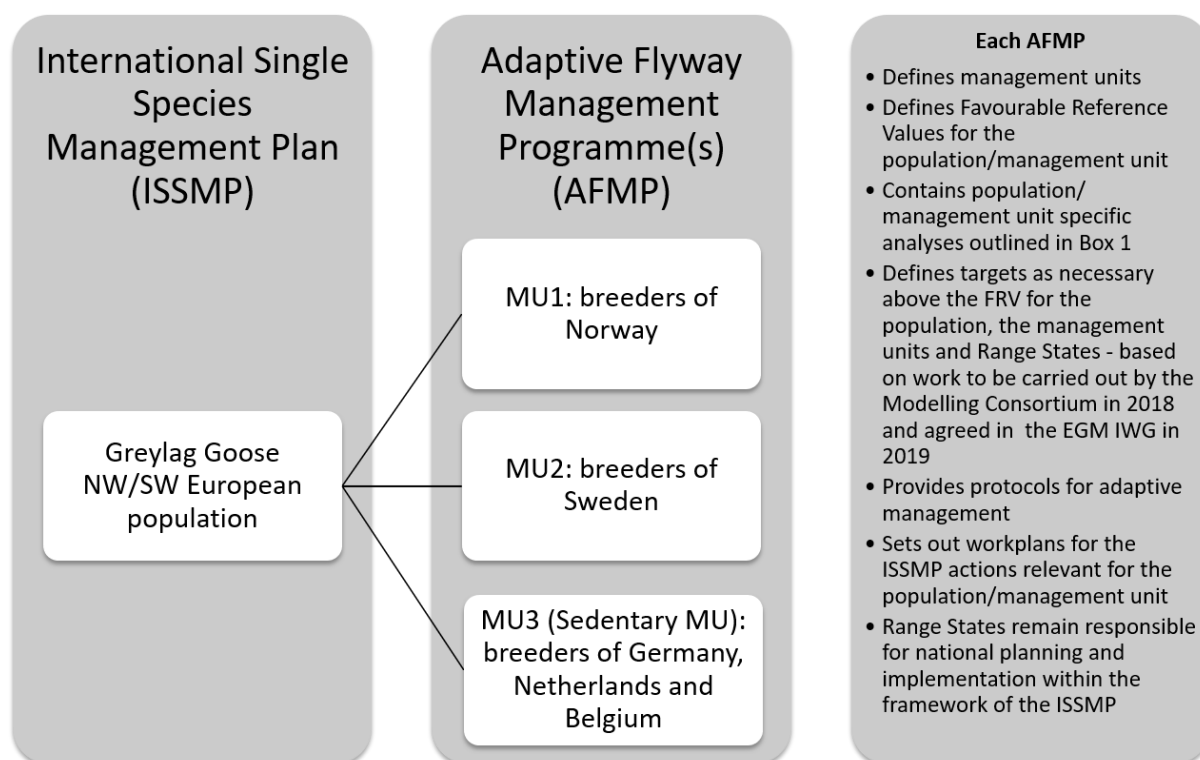 International Single
Species
Management Plan
(ISSMP)
Greylag Goose
NW/SW European
population
Adaptive Flyway
Management
Programme(s)
(AFMP)
MU1: breeders of
Norway
MU2: breeders of
Sweden
MU3 (Sedentary MU):
breeders of Germany,
Netherlands and
Belgium
Each AFMP
• Defines management units
• Defines Favourable Reference
Values for the
population/management unit
• Contains population/
management unit specific
analyses outlined in Box 1
• Defines targets as necessary
above the FRV for the
population, the management
units and Range States - based
on work to be carried out by the
Modelling Consortium in 2018
and agreed in the EGM IWG in
2019
• Provides protocols for adaptive
management
• Sets out workplans for the
ISSMP actions relevant for the
population/management unit
• Range States remain responsible
for national planning and
implementation within the
framework of the ISSMP